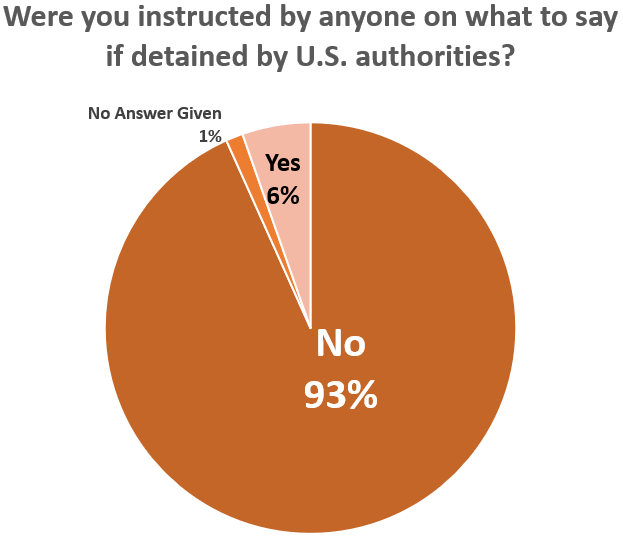 Were you instructed by anyone on what to say
if detained by U.S. authorities?
No Answer Given
1%
Yes
6%
No
93%